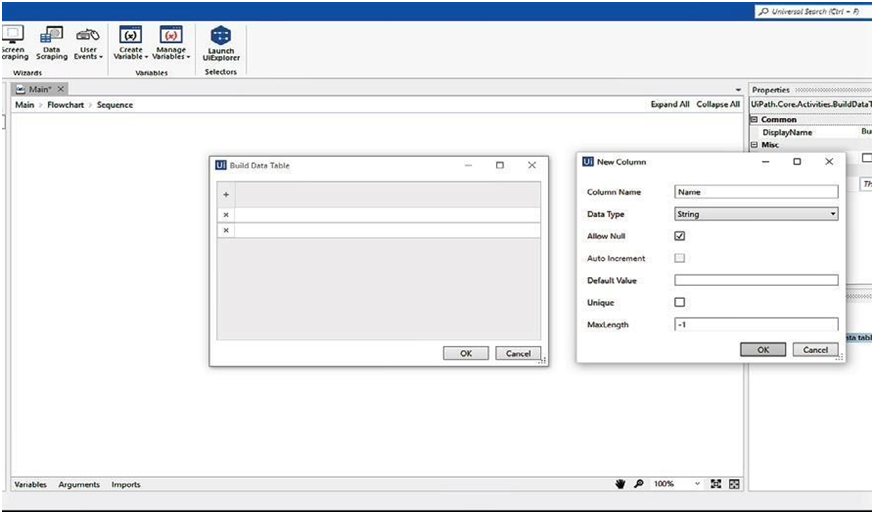 Universal Search (Ctrl + F)
Screen Scraping
Data Scraping
User Events
Create Variable
Manage Variables
Launch UiExplorer
Wizards
Variables
Selectors
Main*
Properties
Main > Flowchart > Sequence
Expand All Collapse All
UiPath.Core.Activities.BuildDataT
Common
DisplayName Bu
Misc
Th
Ui Build Data Table
OK Cancel
Ui New Column
Column Name Name
Data Type String
Allow Null
Auto Increment
Default Value
Unique
MaxLength -1
OK Cancel
ata tabl
Variables Arguments Imports
100%